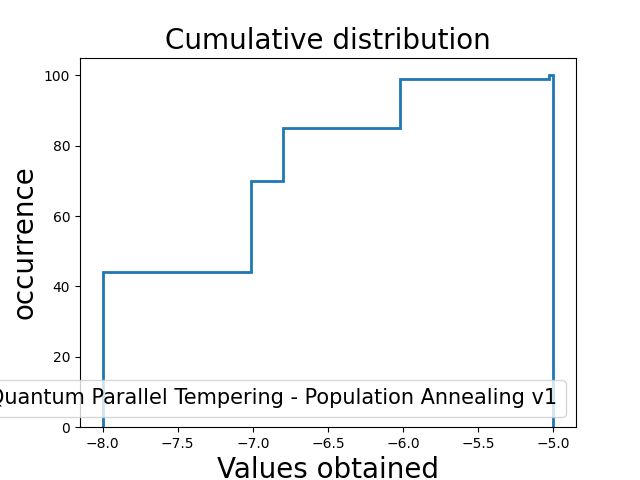 Cumulative distribution
occurrence
100
80
60
40
20
0
Quantum Parallel Tempering - Population Annealing v1
−8.0 −7.5 −7.0 −6.5 −6.0 −5.5 −5.0
Values obtained